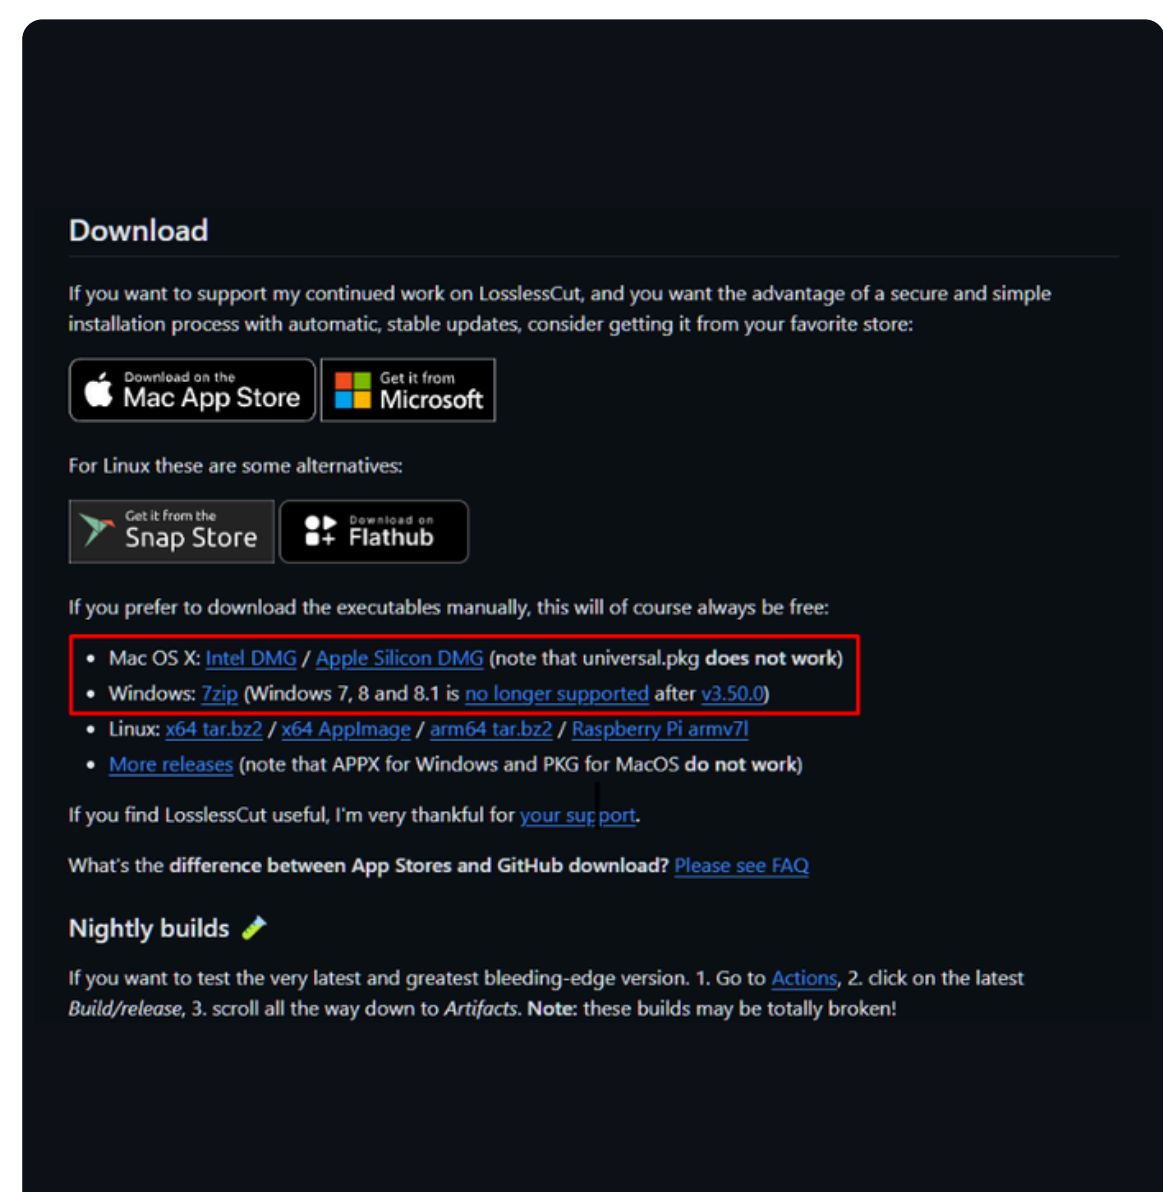 Download
If you want to support my continued work on LosslessCut, and you want the advantage of a secure and simple
installation process with automatic, stable updates, consider getting it from your favorite store:
Download on the
Mac App Store
Get it from
Microsoft
For Linux these are some alternatives:
Get it from the
Snap Store
Download on
Flathub
If you prefer to download the executables manually, this will of course always be free:
• Mac OS X: Intel DMG / Apple Silicon DMG (note that universal.pkg does not work)
• Windows: 7zip (Windows 7, 8 and 8.1 is no longer supported after v3.50.0)
• Linux: x64 tar.bz2 / x64 AppImage / arm64 tar.bz2 / Raspberry Pi armv7l
• More releases (note that APPX for Windows and PKG for MacOS do not work)
If you find LosslessCut useful, I'm very thankful for your support.
What's the difference between App Stores and GitHub download? Please see FAQ
Nightly builds
If you want to test the very latest and greatest bleeding-edge version. 1. Go to Actions, 2. click on the latest
Build/release, 3. scroll all the way down to Artifacts. Note: these builds may be totally broken!